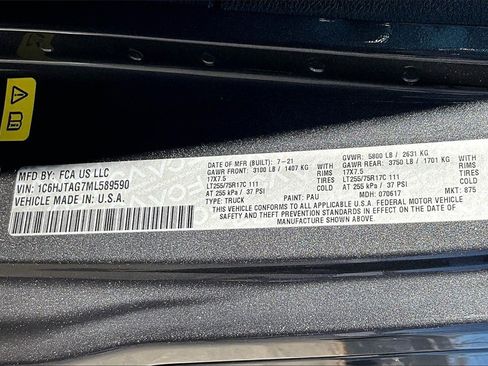 MFD BY: FCA US LLC
VIN: 1C6HJTAG7ML589590
VEHICLE MADE IN: U.S.A.
DATE OF MFR (BUILT): 7-21
GAWR FRONT: 3100 LB / 1407 KG
17X7.5 RIMS
LT255/75R17C 111 TIRES
AT 255 kPa / 37 PSI COLD
TYPE: TRUCK PAINT: PAU
GVWR: 5800 LB / 2631 KG
GAWR REAR: 3750 LB / 1701 KG
17X7.5 RIMS
LT255/75R17C 111 TIRES
AT 255 kPa / 37 PSI COLD
MDH: 070617 MKT: 875
THIS VEHICLE CONFORMS TO ALL APPLICABLE U.S.A. FEDERAL MOTOR VEHICLE
SAFETY, BUMPER, AND THEFT PREVENTION STANDARDS IN EFFECT ON THE DATE OF
MANUFACTURE SHOWN ABOVE.